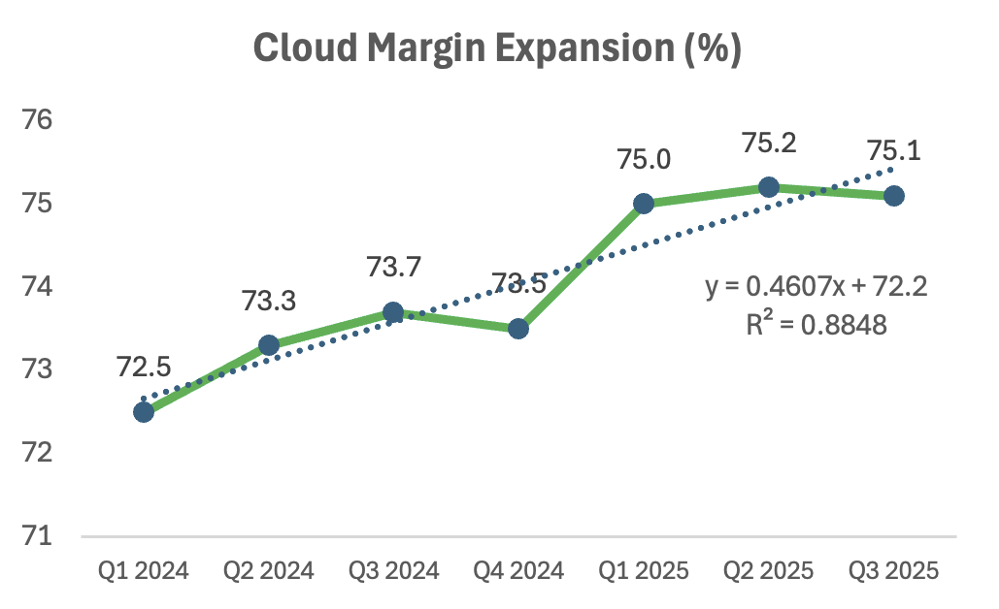 Cloud Margin Expansion (%)
76
75
74
73
72
71
72.5
73.3
73.7
73.5
75.0
75.2
75.1
y = 0.4607x + 72.2
R² = 0.8848
Q1 2024
Q2 2024
Q3 2024
Q4 2024
Q1 2025
Q2 2025
Q3 2025